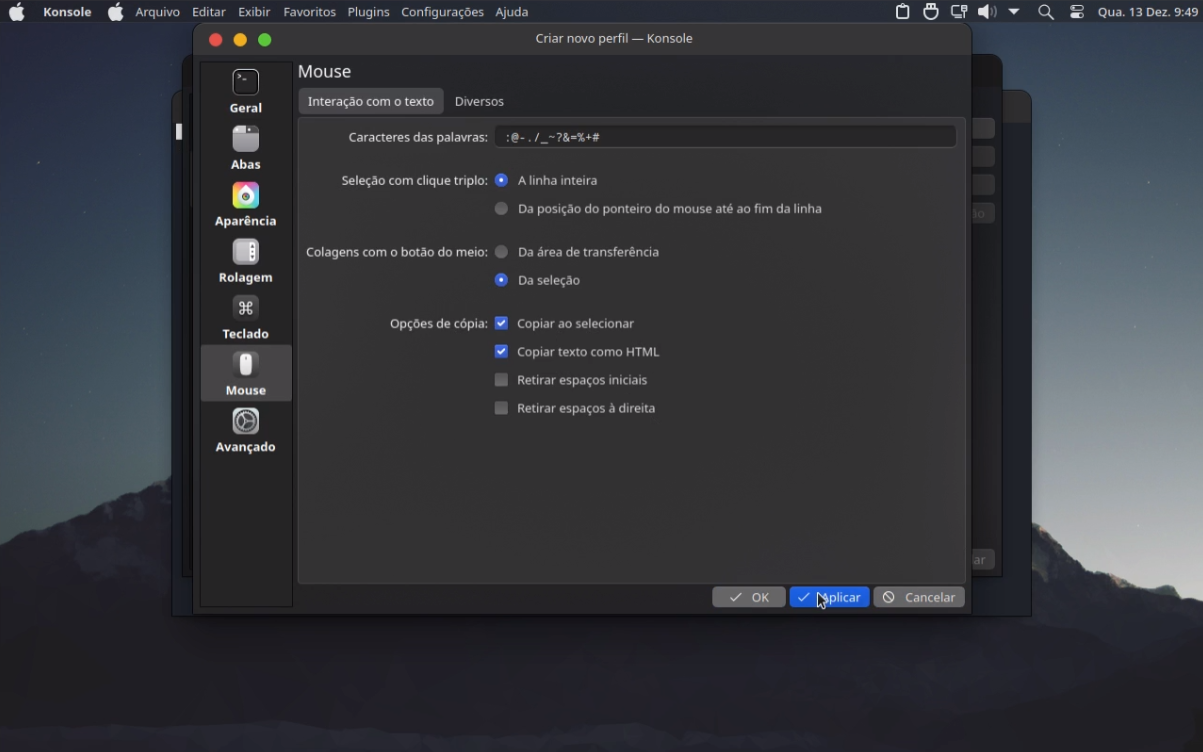 Konsole Arquivo Editar Exibir Favoritos Plugins Configurações Ajuda Qua. 13 Dez. 9:49
Criar novo perfil — Konsole
Geral
Abas
Aparência
Rolagem
Teclado
Mouse
Avançado
Mouse
Interação com o texto Diversos
Caracteres das palavras: :@-./_~?&=%+#
Seleção com clique triplo: A linha inteira
Da posição do ponteiro do mouse até ao fim da linha
Colagens com o botão do meio: Da área de transferência
Da seleção
Opções de cópia: Copiar ao selecionar
Copiar texto como HTML
Retirar espaços iniciais
Retirar espaços à direita
OK Aplicar Cancelar